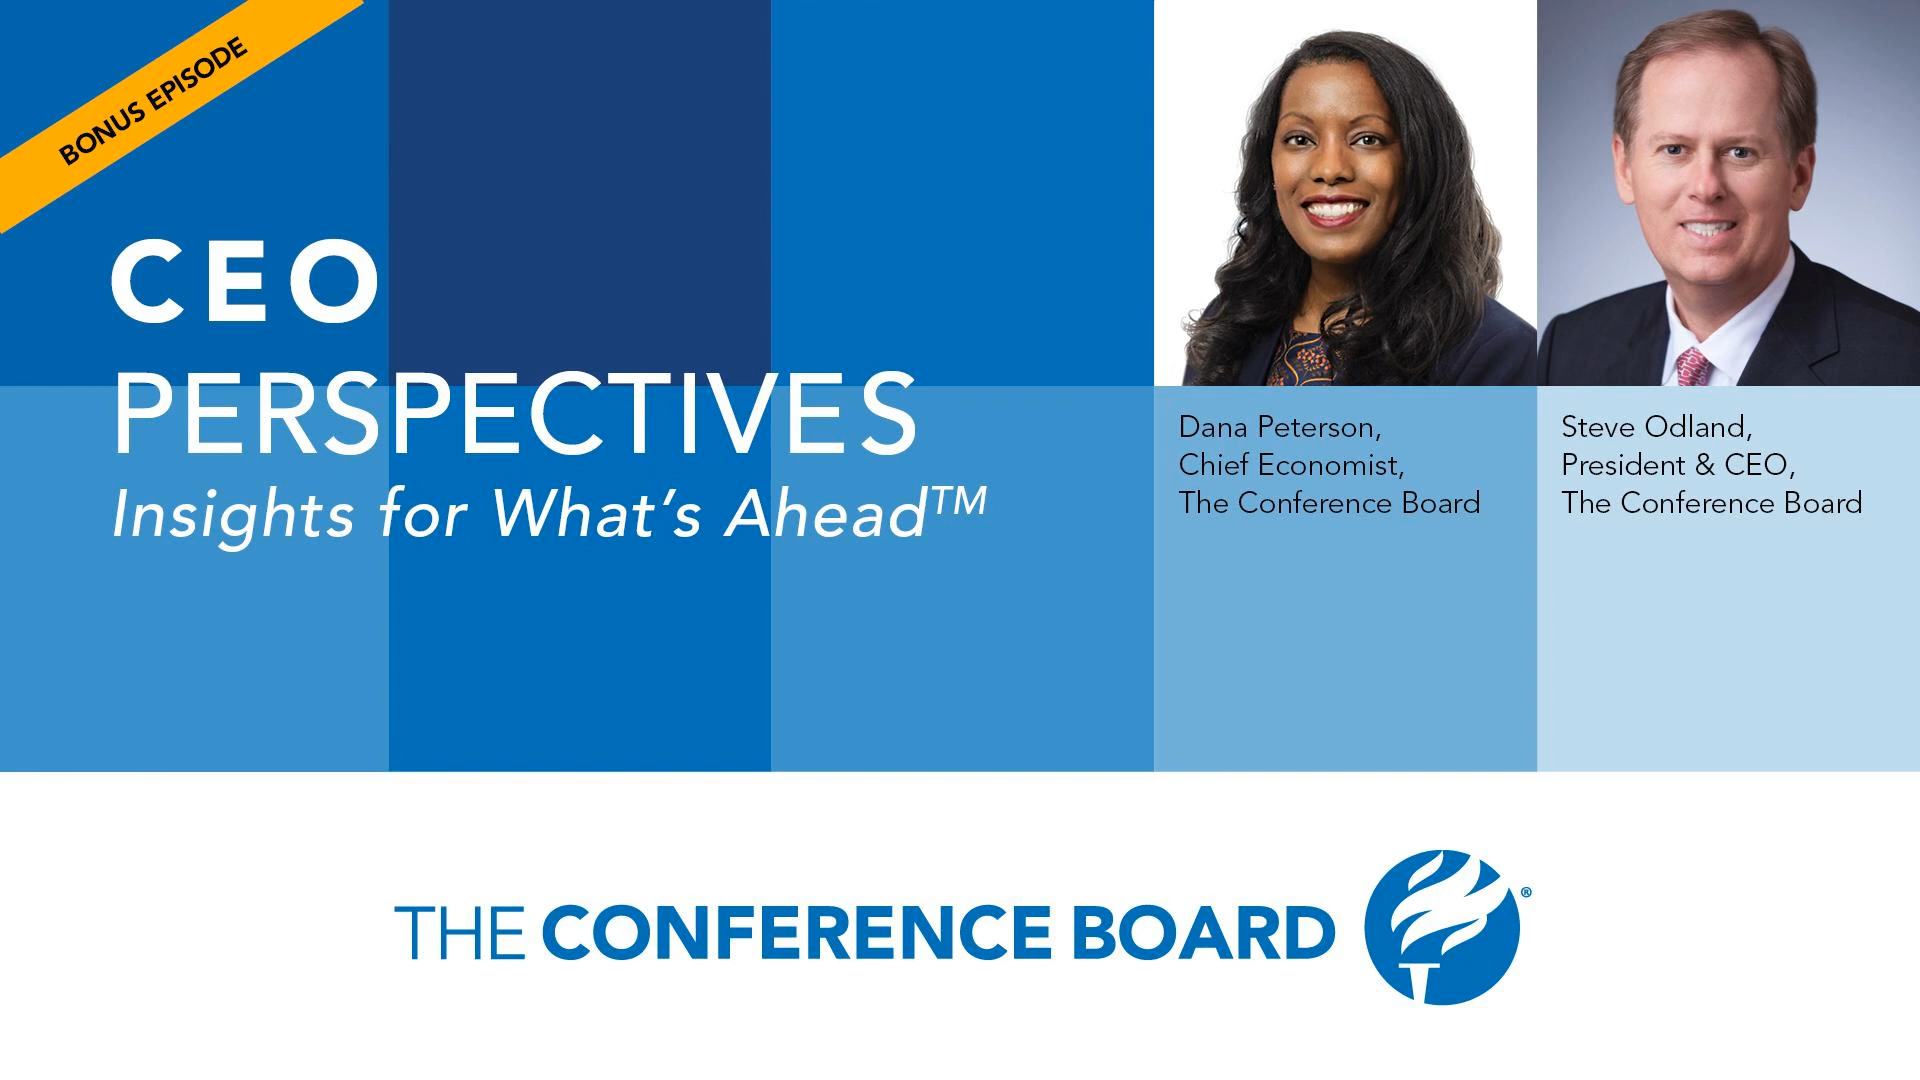 BONUS EPISODE
CEO
PERSPECTIVES
Insights for What's Ahead™
Dana Peterson,
Chief Economist,
The Conference Board
Steve Odland,
President & CEO,
The Conference Board
THE CONFERENCE BOARD ®